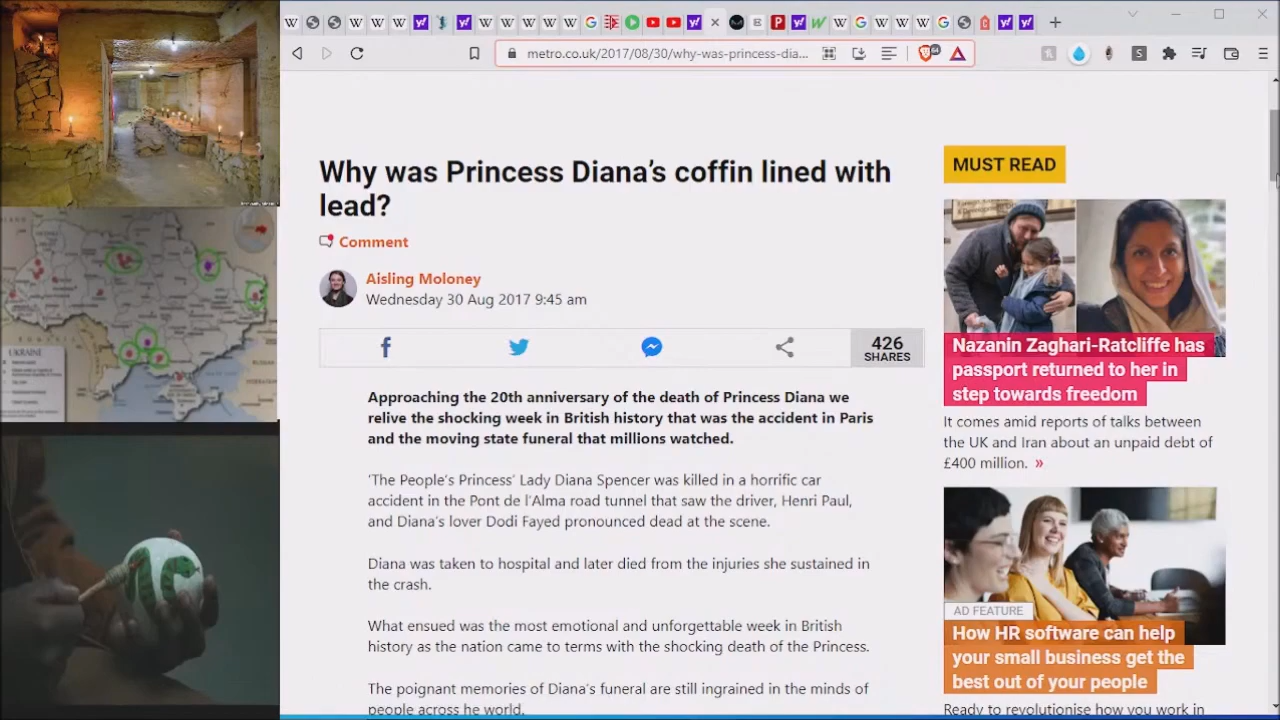 metro.co.uk/2017/08/30/why-was-princess-dia...
64
S
Why was Princess Diana’s coffin lined with
lead?
Comment
Aisling Moloney
Wednesday 30 Aug 2017 9:45 am
426
SHARES
Approaching the 20th anniversary of the death of Princess Diana we
relive the shocking week in British history that was the accident in Paris
and the moving state funeral that millions watched.
‘The People’s Princess’ Lady Diana Spencer was killed in a horrific car
accident in the Pont de l’Alma road tunnel that saw the driver, Henri Paul,
and Diana’s lover Dodi Fayed pronounced dead at the scene.
Diana was taken to hospital and later died from the injuries she sustained in
the crash.
What ensued was the most emotional and unforgettable week in British
history as the nation came to terms with the shocking death of the Princess.
The poignant memories of Diana’s funeral are still ingrained in the minds of
people across he world.
MUST READ
Nazanin Zaghari-Ratcliffe has
passport returned to her in
step towards freedom
It comes amid reports of talks between
the UK and Iran about an unpaid debt of
£400 million. »
AD FEATURE
How HR software can help
your small business get the
best out of your people
Ready to revolutionise how you work in
UKRAINE